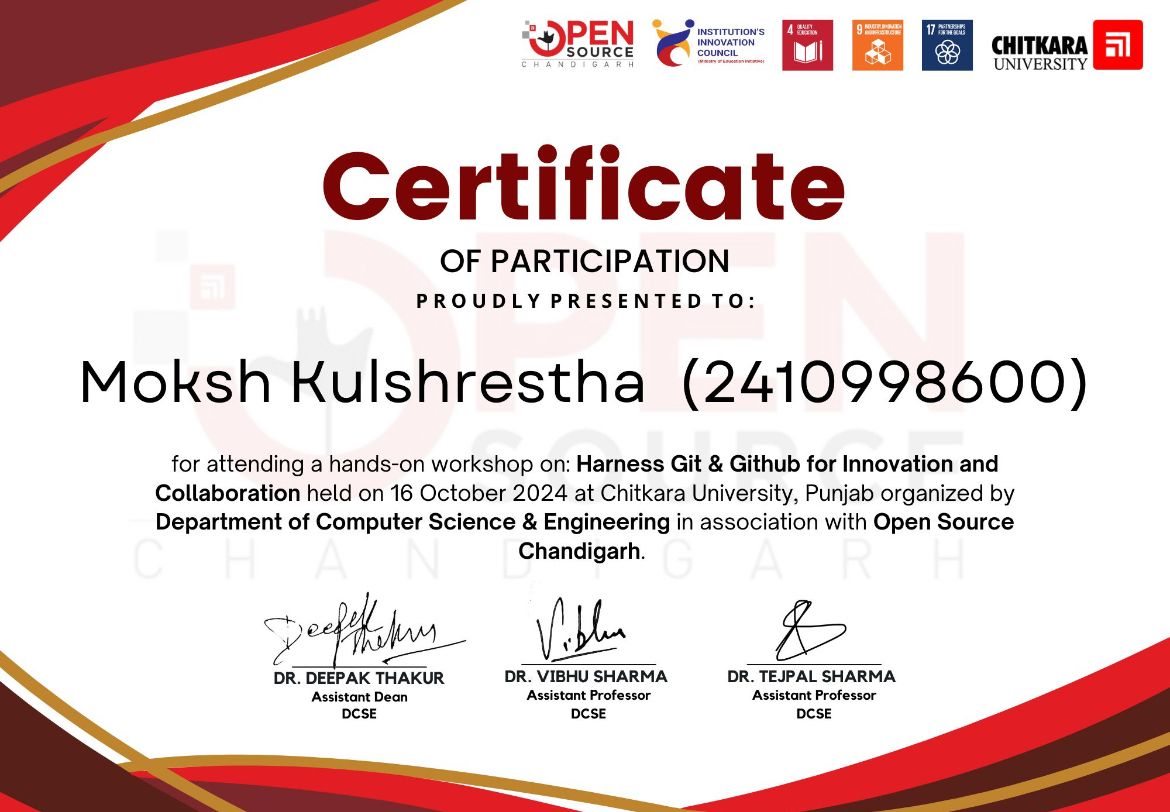 OPEN
SOURCE
CHANDIGARH
INSTITUTION'S
INNOVATION
COUNCIL
(Ministry of Education Initiative)
4 QUALITY
EDUCATION
9 INDUSTRY, INNOVATION
AND INFRASTRUCTURE
17 PARTNERSHIPS
FOR THE GOALS
CHITKARA
UNIVERSITY
Certificate
OF PARTICIPATION
PROUDLY PRESENTED TO:
Moksh Kulshrestha (2410998600)
for attending a hands-on workshop on: Harness Git & Github for Innovation and
Collaboration held on 16 October 2024 at Chitkara University, Punjab organized by
Department of Computer Science & Engineering in association with Open Source
Chandigarh.
OPEN
SOURCE
CHANDIGARH
Deepak Thakur
Vibhu
DR. DEEPAK THAKUR
Assistant Dean
DCSE
DR. VIBHU SHARMA
Assistant Professor
DCSE
DR. TEJPAL SHARMA
Assistant Professor
DCSE